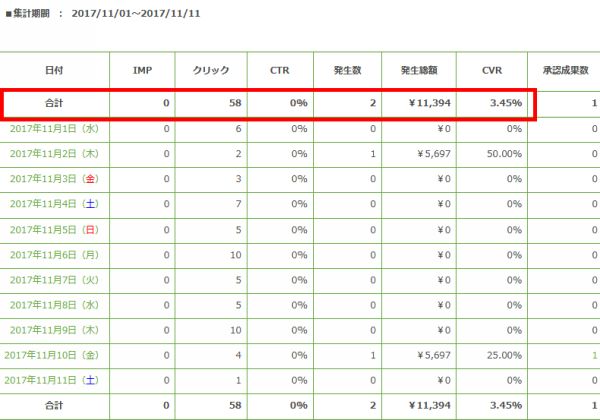 ■集計期間 ： 2017/11/01～2017/11/11
日付 IMP クリック CTR 発生数 発生総額 CVR 承認成果数
合計 0 58 0% 2 ¥11,394 3.45% 1
2017年11月1日（水） 0 6 0% 0 ¥0 0% 0
2017年11月2日（木） 0 2 0% 1 ¥5,697 50.00% 0
2017年11月3日（金） 0 3 0% 0 ¥0 0% 0
2017年11月4日（土） 0 7 0% 0 ¥0 0% 0
2017年11月5日（日） 0 5 0% 0 ¥0 0% 0
2017年11月6日（月） 0 10 0% 0 ¥0 0% 0
2017年11月7日（火） 0 5 0% 0 ¥0 0% 0
2017年11月8日（水） 0 5 0% 0 ¥0 0% 0
2017年11月9日（木） 0 10 0% 0 ¥0 0% 0
2017年11月10日（金） 0 4 0% 1 ¥5,697 25.00% 1
2017年11月11日（土） 0 1 0% 0 ¥0 0% 0
合計 0 58 0% 2 ¥11,394 3.45% 1